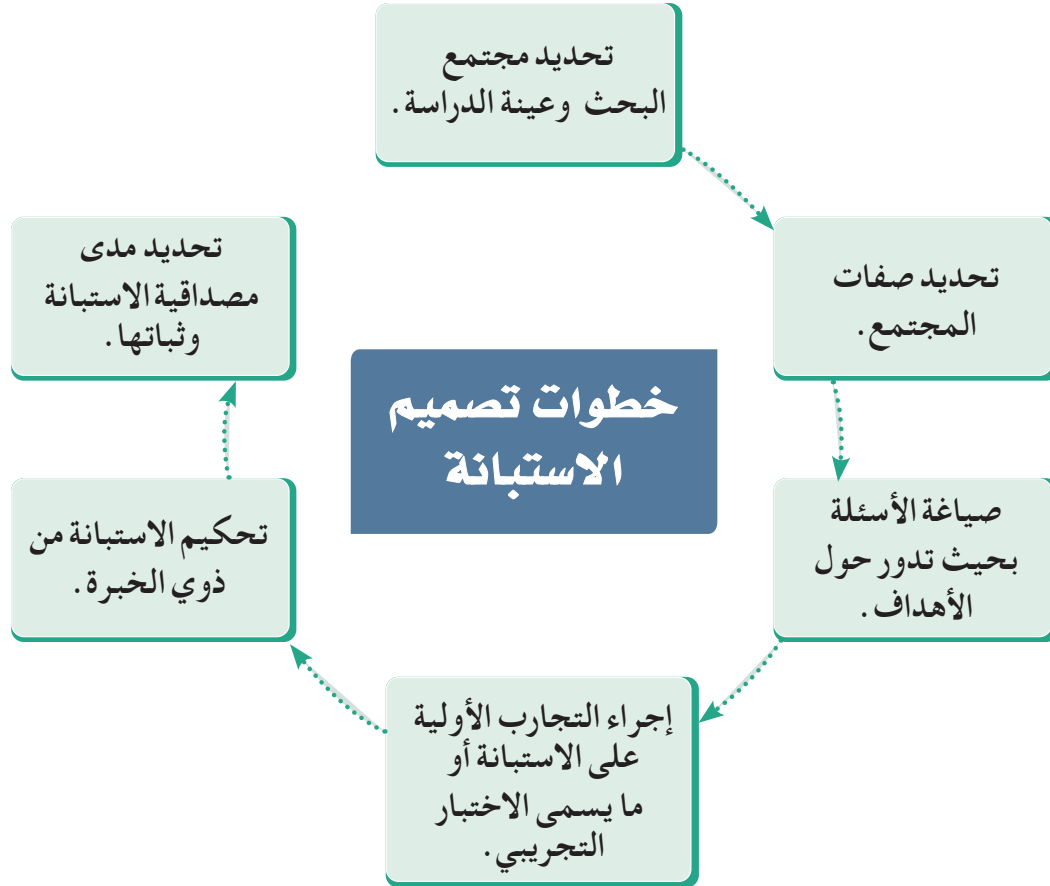 خطوات تصميم
الاستبانة
تحديد مجتمع
البحث وعينة الدراسة.
تحديد صفات
المجتمع.
صياغة الأسئلة
بحيث تدور حول
الأهداف.
إجراء التجارب الأولية
على الاستبانة أو
ما يسمى الاختبار
التجريبي.
تحكيم الاستبانة من
ذوي الخبرة.
تحديد مدى
مصداقية الاستبانة
وثباتها.